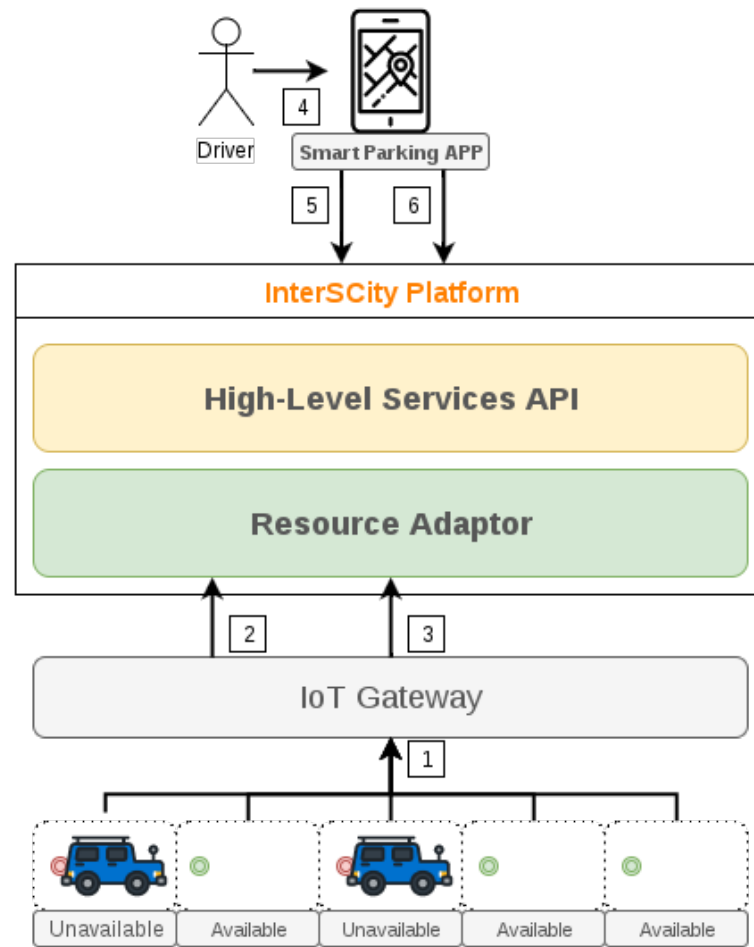 4
Driver
Smart Parking APP
5
6
InterSCity Platform
High-Level Services API
Resource Adaptor
2
3
IoT Gateway
1
Unavailable
Available
Unavailable
Available
Available